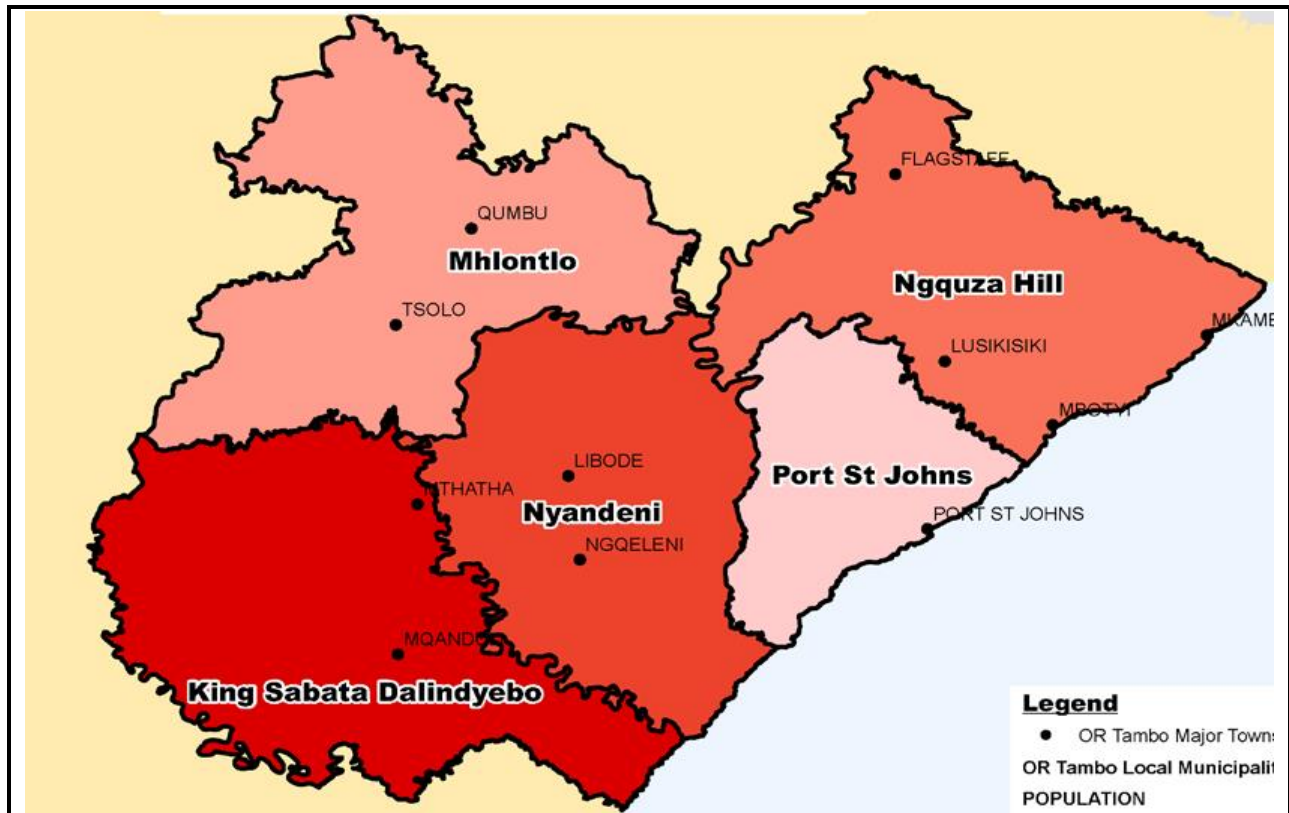 FLAGSTAFF
QUMBU
Mhlontlo
Ngquza Hill
TSOLO
MKAMB
LUSIKISIKI
MBOTYI
LIBODE
Port St Johns
MTHATHA
Nyandeni
PORT ST JOHNS
NGQELENI
King Sabata Dalindyebo
Legend
OR Tambo Major Towns
OR Tambo Local Municipalit
POPULATION